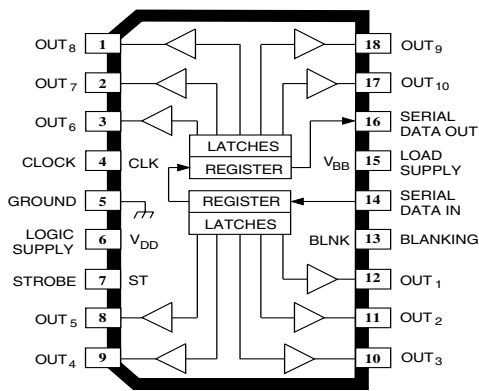 OUT8 1 18 OUT9
OUT7 2 17 OUT10
OUT6 3 16 SERIAL DATA OUT
LATCHES
REGISTER
CLOCK 4 CLK VBB 15 LOAD SUPPLY
GROUND 5 REGISTER 14 SERIAL DATA IN
LATCHES
LOGIC SUPPLY 6 VDD BLNK 13 BLANKING
STROBE 7 ST 12 OUT1
OUT5 8 11 OUT2
OUT4 9 10 OUT3